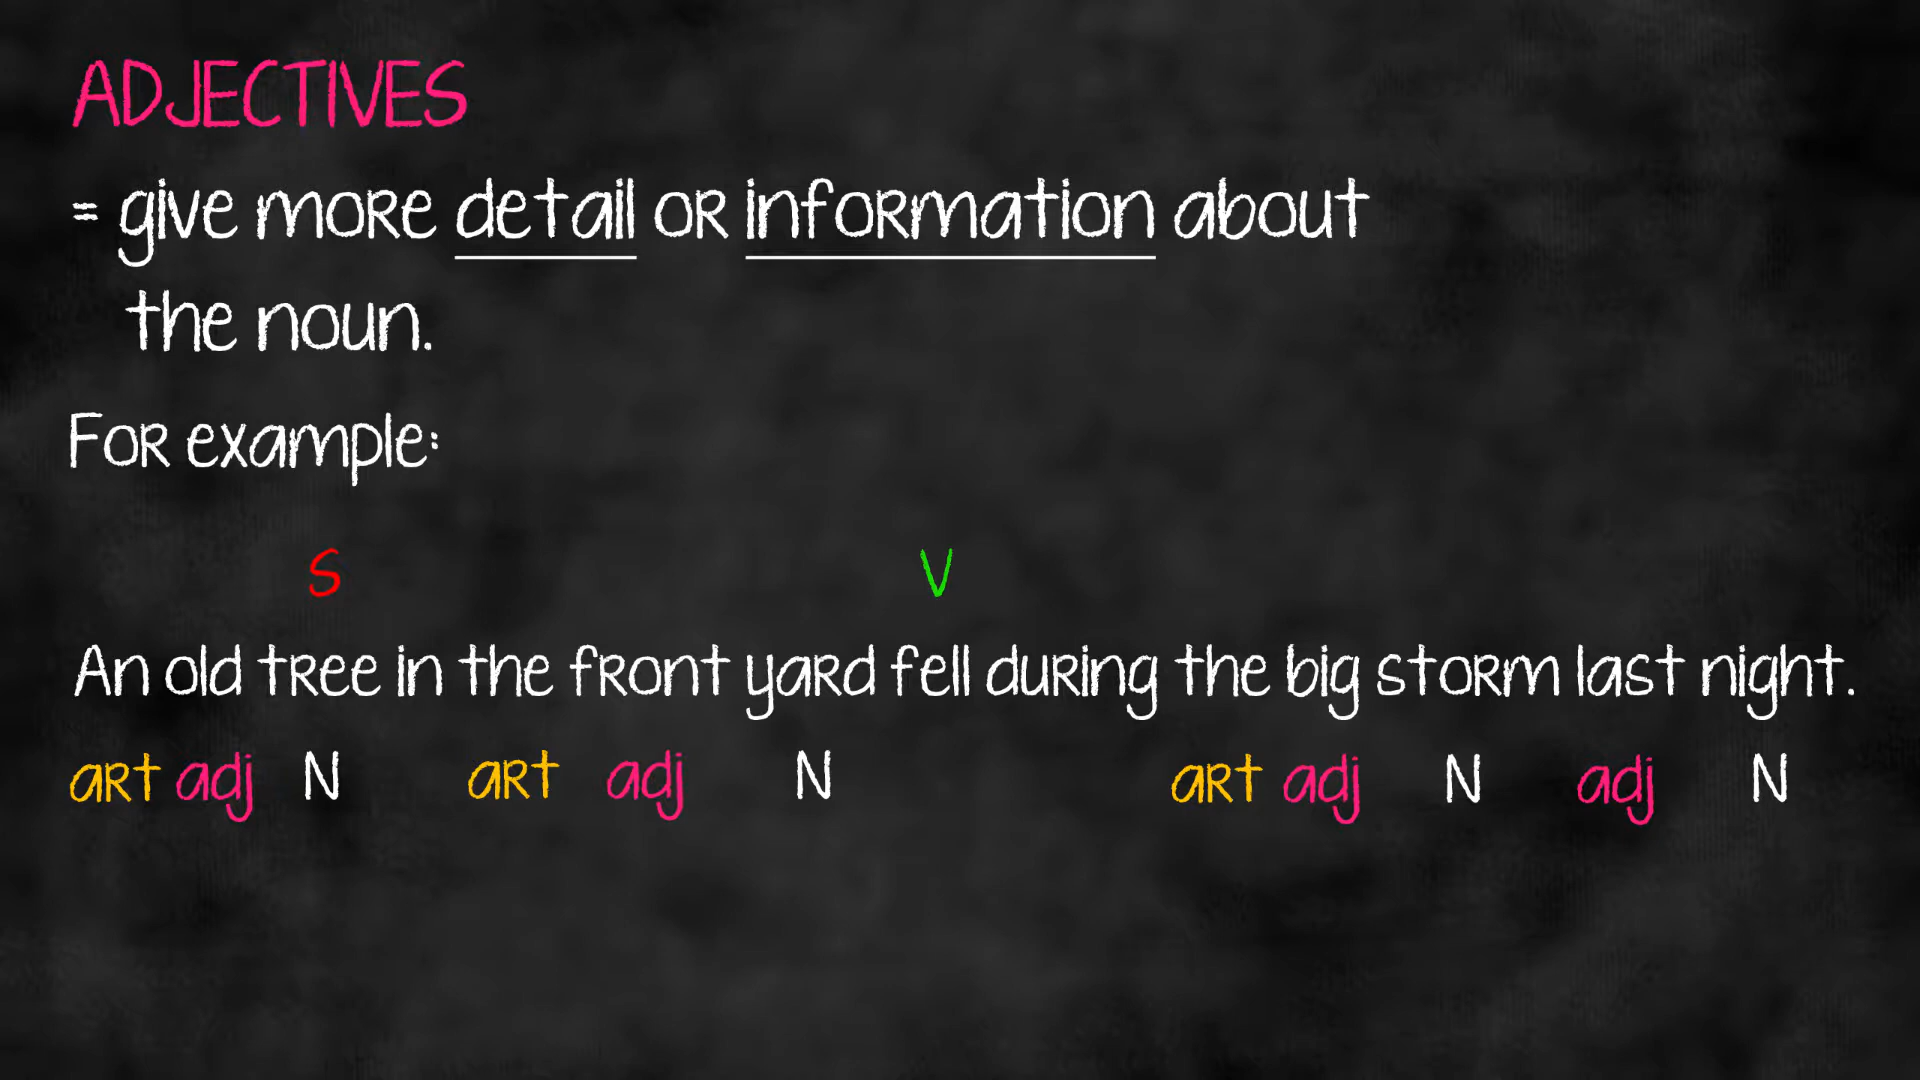 ADJECTIVES
= give more detail or information about
the noun.
For example:
S V
An old tree in the front yard fell during the big storm last night.
art adj N art adj N art adj N adj N